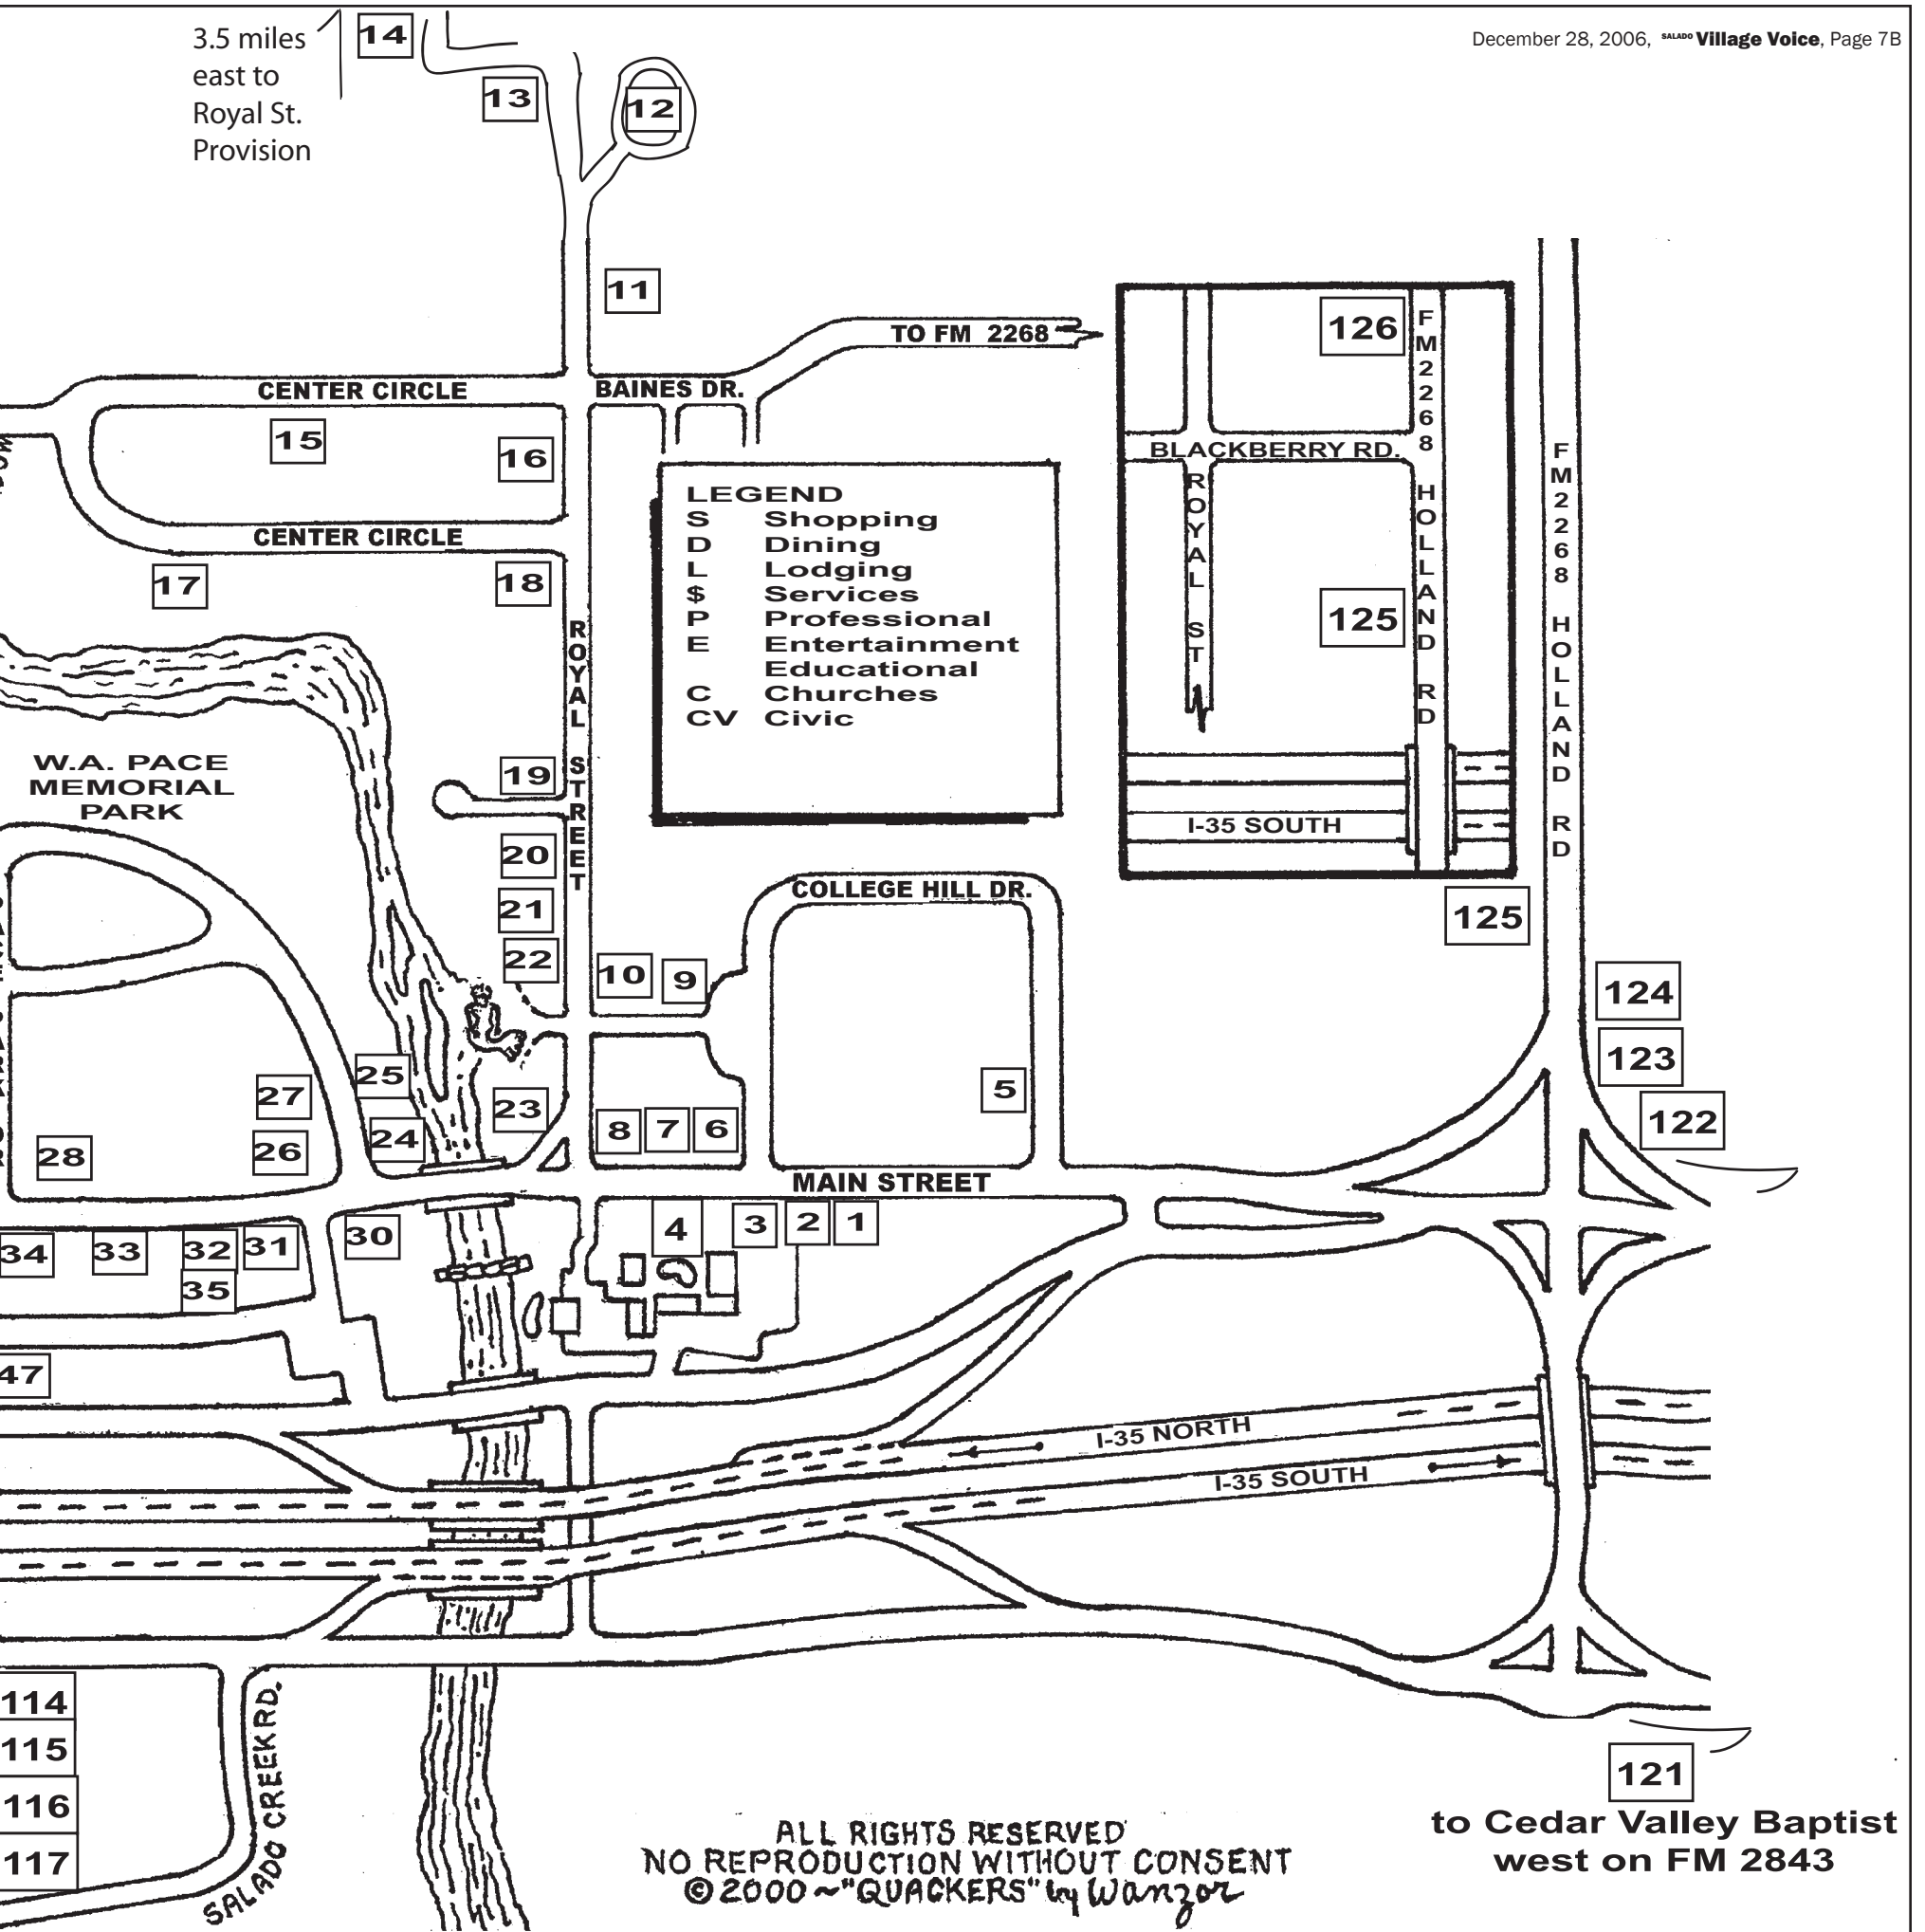 December 28, 2006, SALADO Village Voice, Page 7B
3.5 miles
east to
Royal St.
Provision
14
13
12
11
TO FM 2268
CENTER CIRCLE
BAINES DR.
15
16
CENTER CIRCLE
17
18
LEGEND
S Shopping
D Dining
L Lodging
$ Services
P Professional
E Entertainment
Educational
C Churches
CV Civic
126
FM2268 HOLLAND RD
BLACKBERRY RD.
ROYAL ST
125
I-35 SOUTH
FM2268 HOLLAND RD
ROYAL STREET
W.A. PACE
MEMORIAL
PARK
19
20
21
22
10
9
COLLEGE HILL DR.
125
124
123
122
25
27
23
24
26
28
8
7
6
5
MAIN STREET
4
3
2
1
30
31
32
33
34
35
47
I-35 NORTH
I-35 SOUTH
114
115
116
117
SALADO CREEK RD.
121
to Cedar Valley Baptist
west on FM 2843
ALL RIGHTS RESERVED
NO REPRODUCTION WITHOUT CONSENT
© 2000 ~ "QUACKERS" by Wanzor